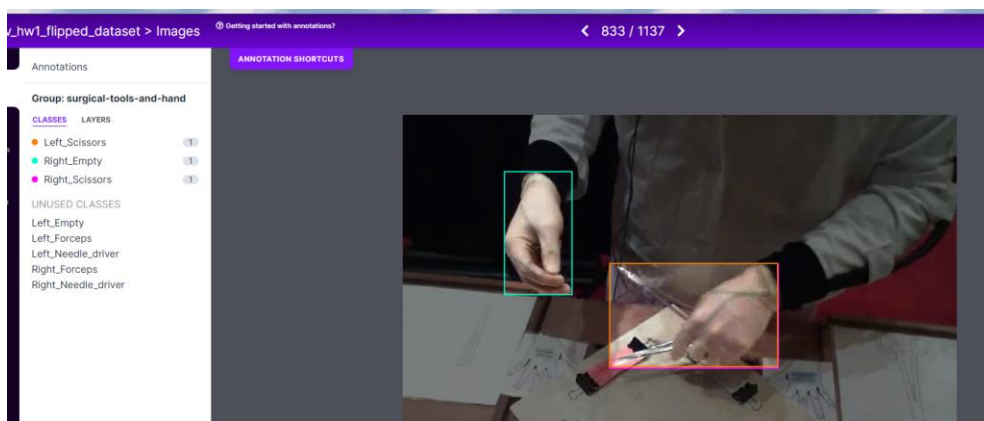 v_hw1_flipped_dataset > Images
Getting started with annotations?
833 / 1137
ANNOTATION SHORTCUTS
Annotations
Group: surgical-tools-and-hand
CLASSES LAYERS
Left_Scissors 1
Right_Empty 1
Right_Scissors 1
UNUSED CLASSES
Left_Empty
Left_Forceps
Left_Needle_driver
Right_Forceps
Right_Needle_driver